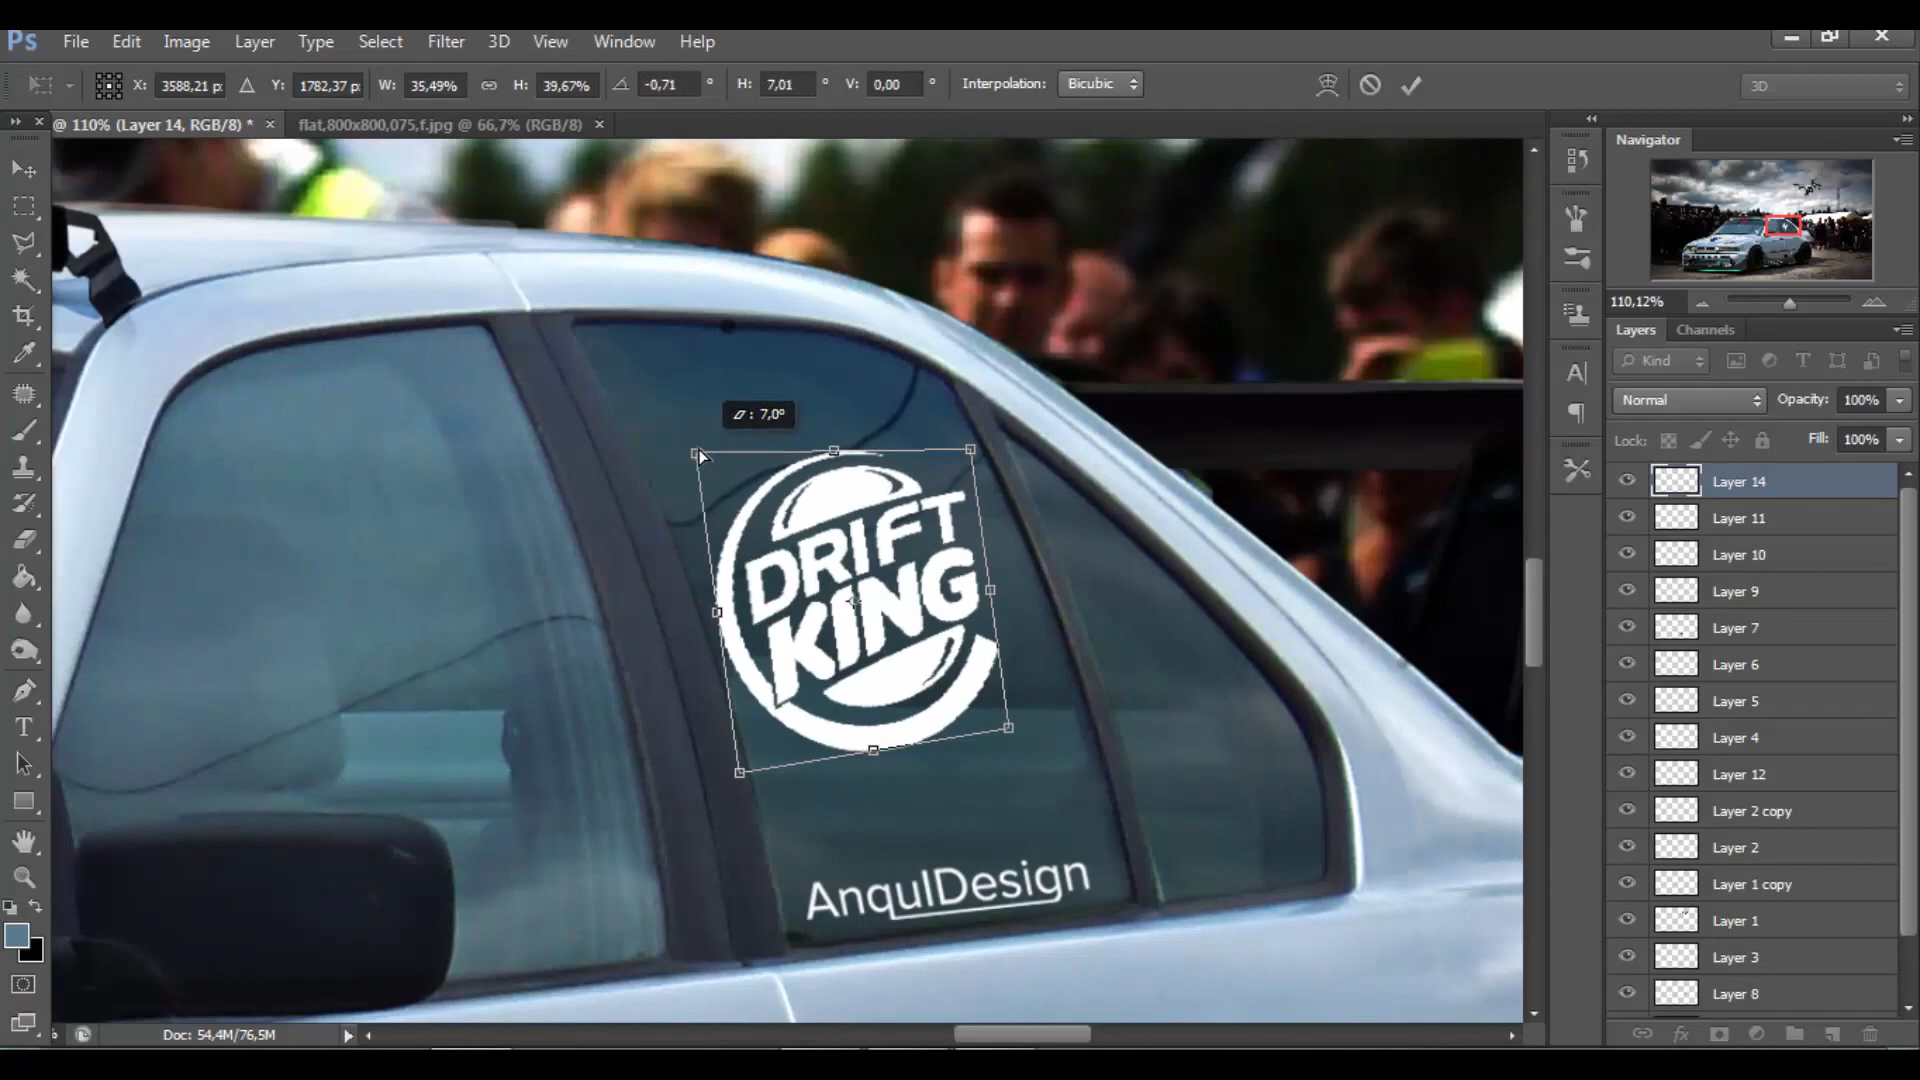 Ps File Edit Image Layer Type Select Filter 3D View Window Help
X: 3588,21 p: Y: 1782,37 p: W: 35,49% H: 39,67% -0,71 ° H: 7,01 ° V: 0,00 ° Interpolation: Bicubic 3D
@ 110% (Layer 14, RGB/8) * × flat,800x800,075,f.jpg @ 66,7% (RGB/8) ×
Navigator
110,12%
Layers Channels
Kind
Normal Opacity: 100%
Lock: Fill: 100%
Layer 14
Layer 11
Layer 10
Layer 9
Layer 7
Layer 6
Layer 5
Layer 4
Layer 12
Layer 2 copy
Layer 2
Layer 1 copy
Layer 1
Layer 3
Layer 8
: 7,0°
DRIFT
KING
AnqulDesign
Doc: 54,4M/76,5M